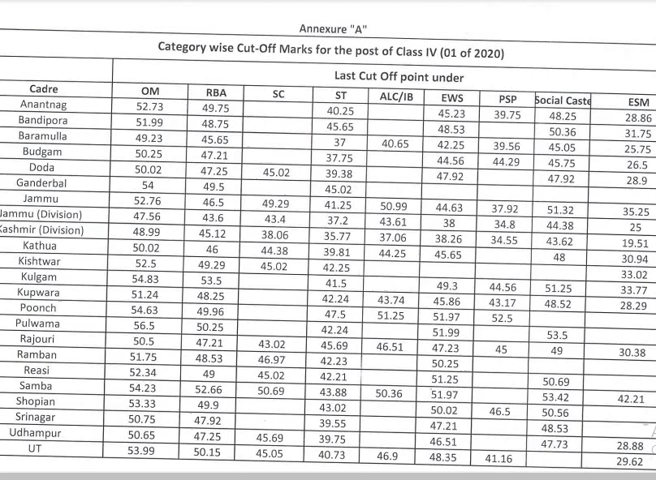 Annexure "A"
Category wise Cut-Off Marks for the post of Class IV (01 of 2020)
Last Cut Off point under
Cadre OM RBA SC ST ALC/IB EWS PSP Social Caste ESM
Anantnag 52.73 49.75 40.25 45.23 39.75 48.25 28.86
Bandipora 51.99 48.75 45.65 48.53 50.36 31.75
Baramulla 49.23 45.65 37 40.65 42.25 39.56 45.05 25.75
Budgam 50.25 47.21 37.75 44.56 44.29 45.75 26.5
Doda 50.02 47.25 45.02 39.38 47.92 47.92 28.9
Ganderbal 54 49.5 45.02
Jammu 52.76 46.5 49.29 41.25 50.99 44.63 37.92 51.32 35.25
Jammu (Division) 47.56 43.6 43.4 37.2 43.61 38 34.8 44.38 25
Kashmir (Division) 48.99 45.12 38.06 35.77 37.06 38.26 34.55 43.62 19.51
Kathua 50.02 46 44.38 39.81 44.25 45.65 48 30.94
Kishtwar 52.5 49.29 45.02 42.25 33.02
Kulgam 54.83 53.5 41.5 49.3 44.56 51.25 33.77
Kupwara 51.24 48.25 42.24 43.74 45.86 43.17 48.52 28.29
Poonch 54.63 49.96 47.5 51.25 51.97 52.5
Pulwama 56.5 50.25 42.24 51.99 53.5
Rajouri 50.5 47.21 43.02 45.69 46.51 47.23 45 49 30.38
Ramban 51.75 48.53 46.97 42.23 50.25
Reasi 52.34 49 45.02 42.21 51.25 50.69
Samba 54.23 52.66 50.69 43.88 50.36 51.97 53.42 42.21
Shopian 53.33 49.9 43.02 50.02 46.5 50.56
Srinagar 50.75 47.92 39.55 47.21 48.53
Udhampur 50.65 47.25 45.69 39.75 46.51 47.73 28.88
UT 53.99 50.15 45.05 40.73 46.9 48.35 41.16 29.62